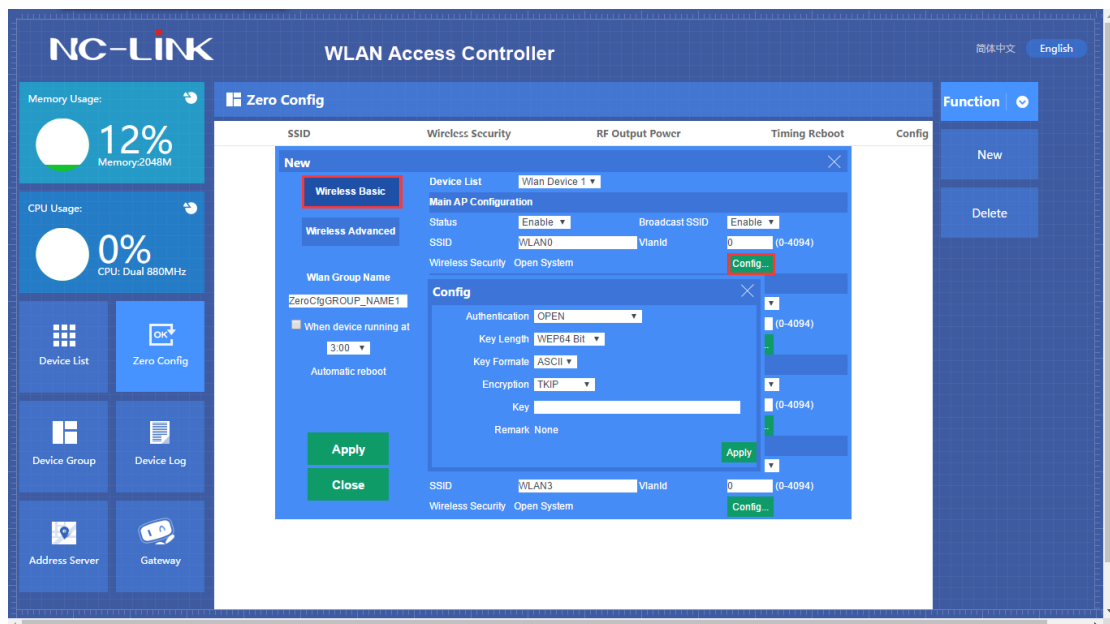 NC-LINK
WLAN Access Controller
简体中文 English
Memory Usage:
12%
Memory:2048M
CPU Usage:
0%
CPU: Dual 880MHz
Device List
OK
Zero Config
Device Group
Device Log
Address Server
Gateway
Zero Config
SSID Wireless Security RF Output Power Timing Reboot Config
New
Wireless Basic
Wireless Advanced
Wlan Group Name
ZeroCfgGROUP_NAME1
When device running at
3:00
Automatic reboot
Apply
Close
Device List Wlan Device 1
Main AP Configuration
Status Enable Broadcast SSID Enable
SSID WLAN0 VlanId 0 (0-4094)
Wireless Security Open System Config...
(0-4094)
(0-4094)
Config
Authentication OPEN
Key Length WEP64 Bit
Key Formate ASCII
Encryption TKIP
Key
Remark None
Apply
SSID WLAN3 VlanId 0 (0-4094)
Wireless Security Open System Config...
Function
New
Delete